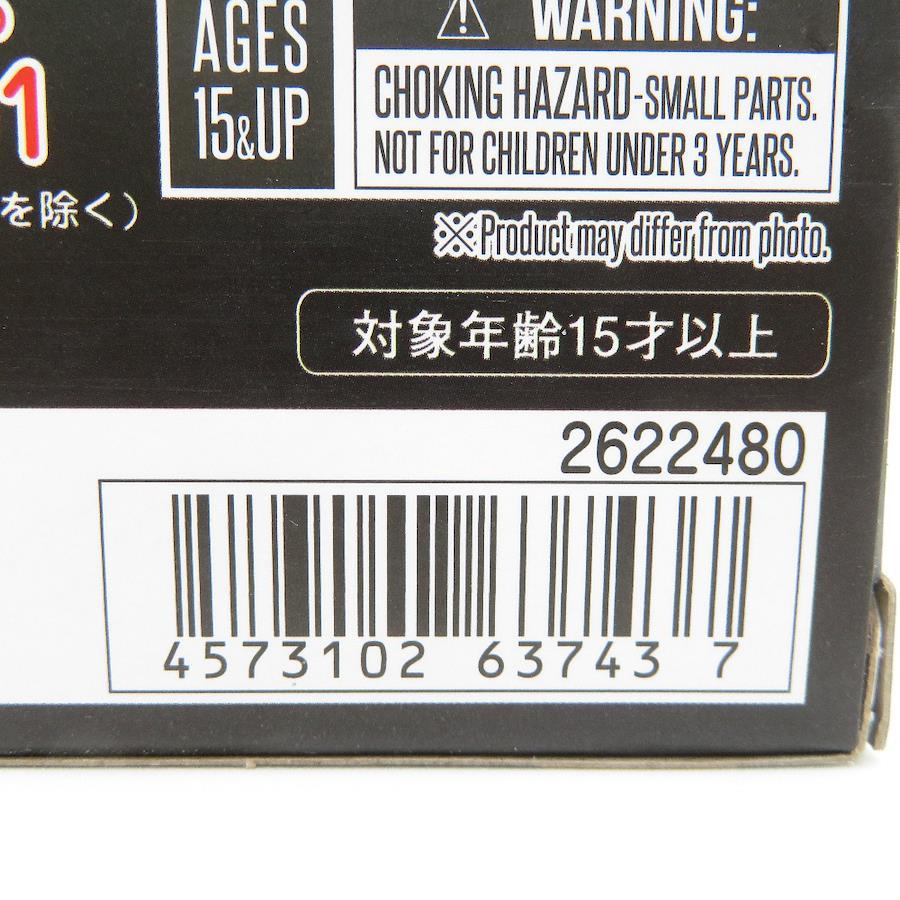 1
を除く）
AGES
15&UP
⚠ WARNING:
CHOKING HAZARD-SMALL PARTS.
NOT FOR CHILDREN UNDER 3 YEARS.
※Product may differ from photo.
対象年齢15才以上
2622480
4573102 63743 7